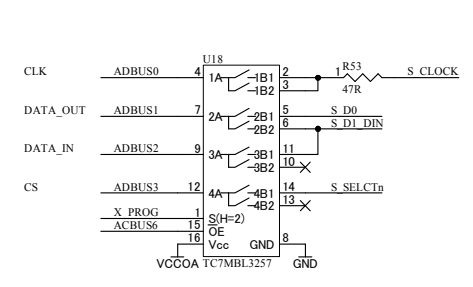 U18
CLK ADBUS0 4 1A 1B1 2 1 R53 S_CLOCK
1B2 3 47R
DATA_OUT ADBUS1 7 2A 2B1 5 S_D0
2B2 6 S_D1_DIN
DATA_IN ADBUS2 9 3A 3B1 11
3B2 10
CS ADBUS3 12 4A 4B1 14 S_SELCTn
4B2 13
X_PROG 1 S(H=2)
ACBUS6 15 OE
16 Vcc GND 8
VCCOA TC7MBL3257 GND